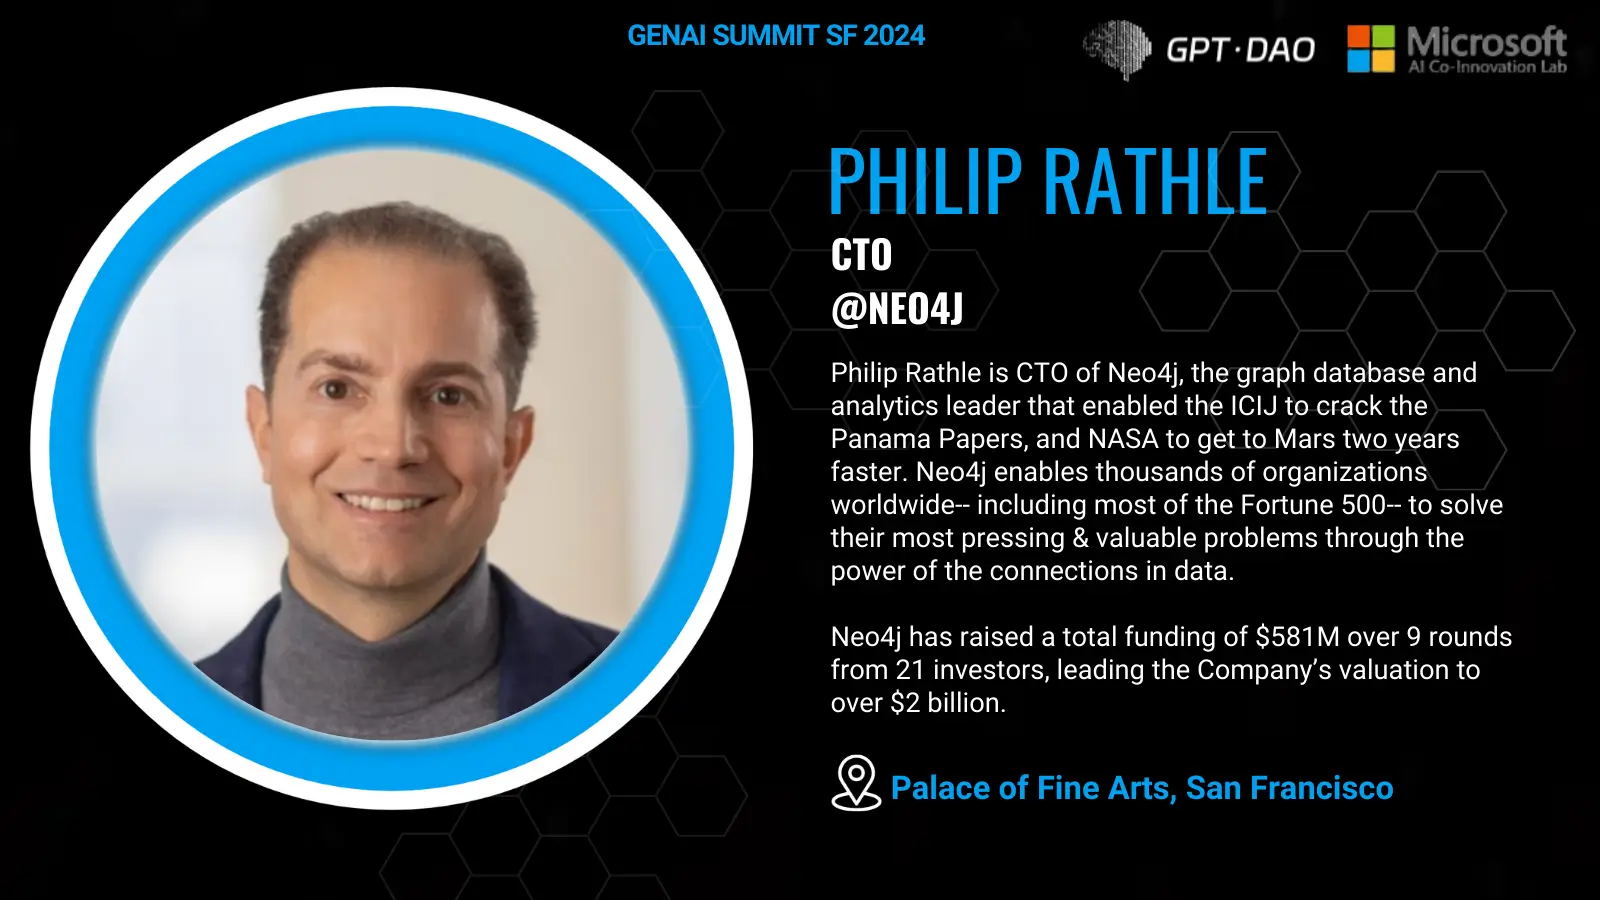 GENAI SUMMIT SF 2024
GPT·DAO
Microsoft
AI Co-Innovation Lab
PHILIP RATHLE
CTO
@NEO4J
Philip Rathle is CTO of Neo4j, the graph database and
analytics leader that enabled the ICIJ to crack the
Panama Papers, and NASA to get to Mars two years
faster. Neo4j enables thousands of organizations
worldwide-- including most of the Fortune 500-- to solve
their most pressing & valuable problems through the
power of the connections in data.
Neo4j has raised a total funding of $581M over 9 rounds
from 21 investors, leading the Company’s valuation to
over $2 billion.
Palace of Fine Arts, San Francisco